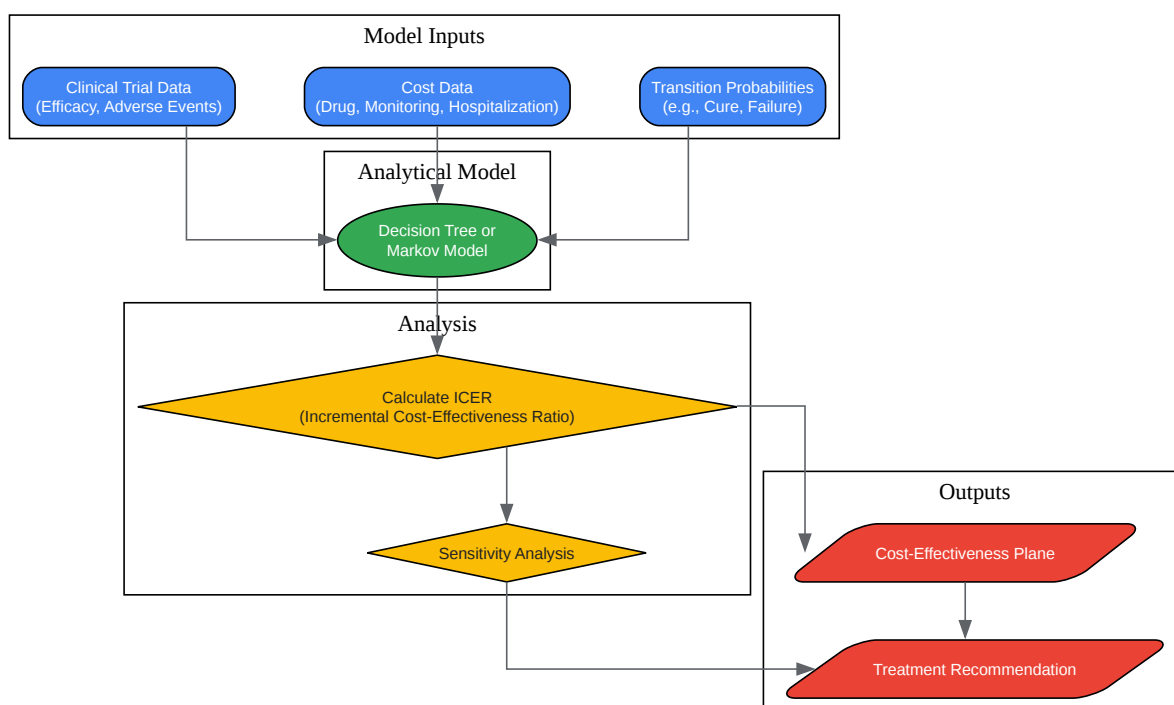 Model Inputs
Clinical Trial Data
(Efficacy, Adverse Events)
Cost Data
(Drug, Monitoring, Hospitalization)
Transition Probabilities
(e.g., Cure, Failure)
Analytical Model
Decision Tree or
Markov Model
Analysis
Calculate ICER
(Incremental Cost-Effectiveness Ratio)
Sensitivity Analysis
Outputs
Cost-Effectiveness Plane
Treatment Recommendation